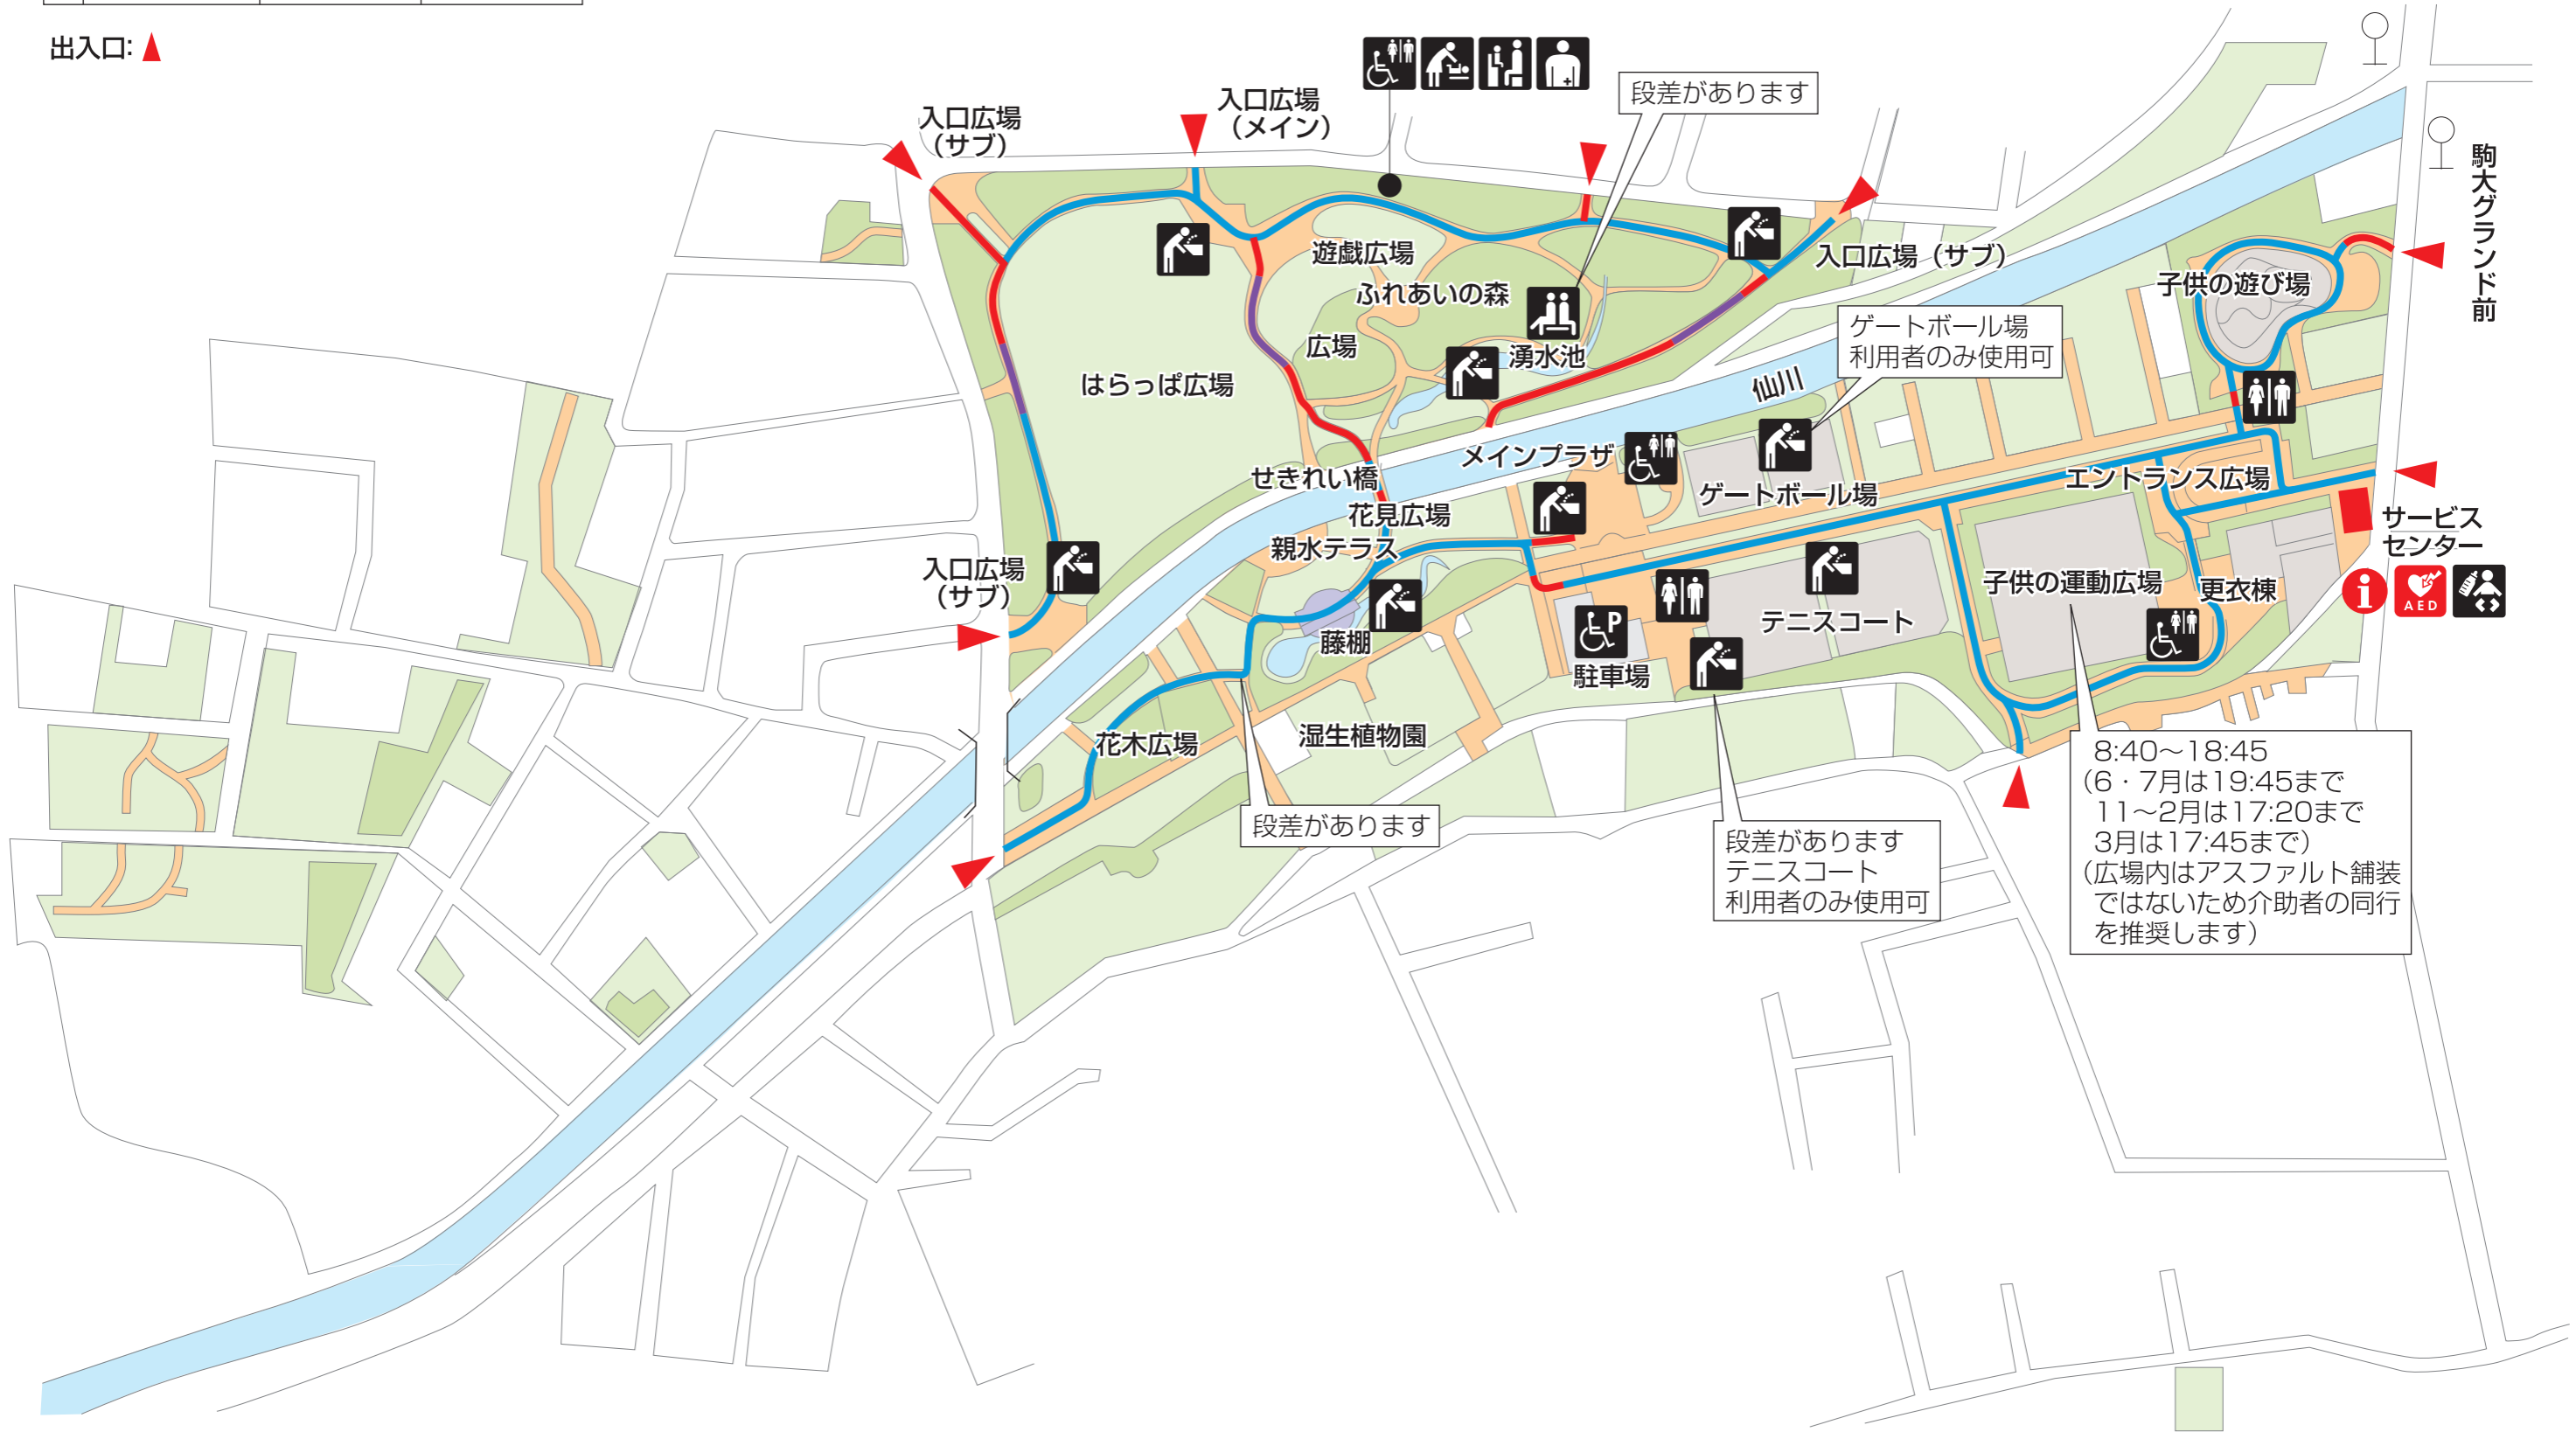 出入口:
入口広場
（サブ）
入口広場
（メイン）
段差があります
駒大グランド前
遊戯広場
入口広場（サブ）
ふれあいの森
子供の遊び場
ゲートボール場
利用者のみ使用可
広場
湧水池
はらっぱ広場
仙川
メインプラザ
せきれい橋
ゲートボール場
エントランス広場
花見広場
サービス
センター
親水テラス
入口広場
（サブ）
子供の運動広場
更衣棟
i
AED
テニスコート
藤棚
P
駐車場
花木広場
湿生植物園
段差があります
段差があります
テニスコート
利用者のみ使用可
8:40～18:45
（6・7月は19:45まで
11～2月は17:20まで
3月は17:45まで）
（広場内はアスファルト舗装
ではないため介助者の同行
を推奨します）